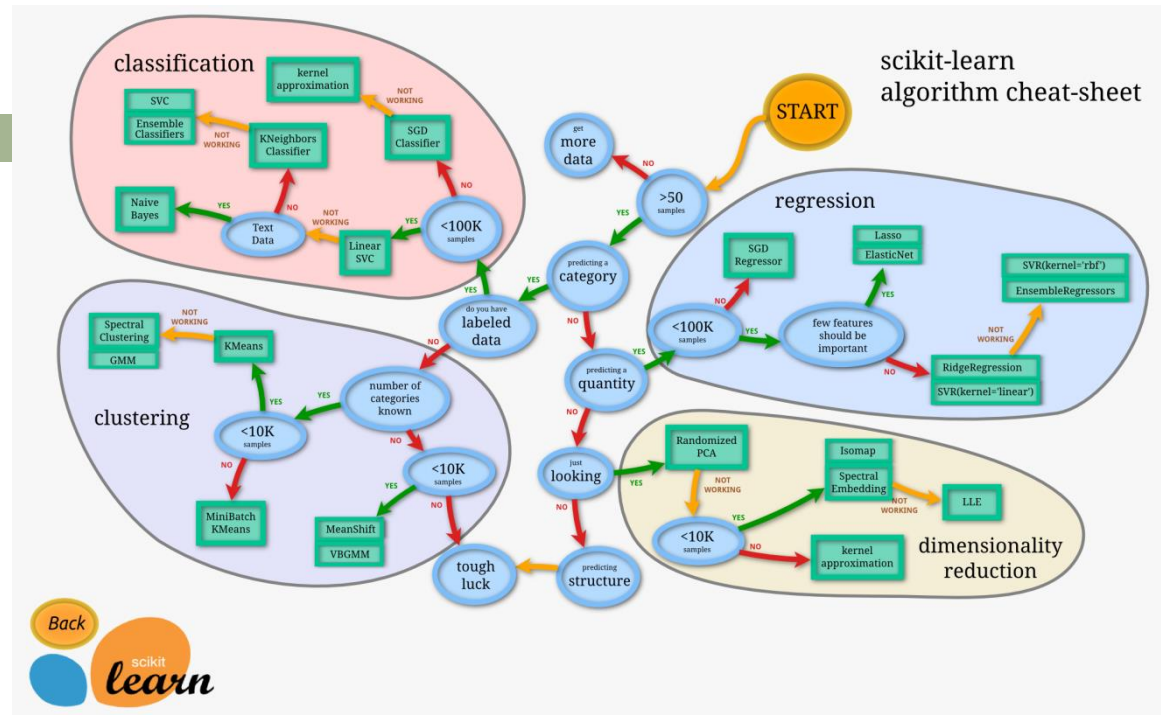 scikit-learn
algorithm cheat-sheet
START
classification
kernel
approximation
NOT
WORKING
SVC
Ensemble
Classifiers
NOT
WORKING
KNeighbors
Classifier
SGD
Classifier
NO
NO
Naive
Bayes
YES
Text
Data
NOT
WORKING
Linear
SVC
YES
<100K
samples
YES
get
more
data
NO
>50
samples
YES
predicting a
category
YES
do you have
labeled
data
NO
NO
predicting a
quantity
YES
NO
just
looking
YES
NO
predicting
structure
tough
luck
regression
SGD
Regressor
NO
<100K
samples
YES
Lasso
ElasticNet
YES
few features
should be
important
NO
SVR(kernel='rbf')
EnsembleRegressors
NOT
WORKING
RidgeRegression
SVR(kernel='linear')
clustering
Spectral
Clustering
GMM
NOT
WORKING
KMeans
YES
<10K
samples
YES
number of
categories
known
NO
NO
MiniBatch
KMeans
<10K
samples
YES
NO
MeanShift
VBGMM
Randomized
PCA
NOT
WORKING
<10K
samples
YES
NO
Isomap
Spectral
Embedding
NOT
WORKING
LLE
kernel
approximation
dimensionality
reduction
Back
scikit
learn